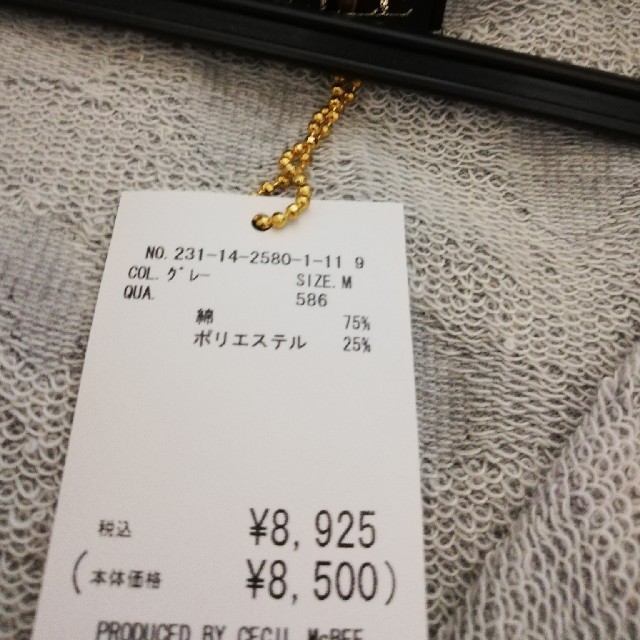 NO. 231-14-2580-1-11 9
COL. グレー SIZE. M
QUA. 586
綿 75%
ポリエステル 25%
税込 ¥8,925
(本体価格 ¥8,500)
PRODUCED BY CECIL McBEE